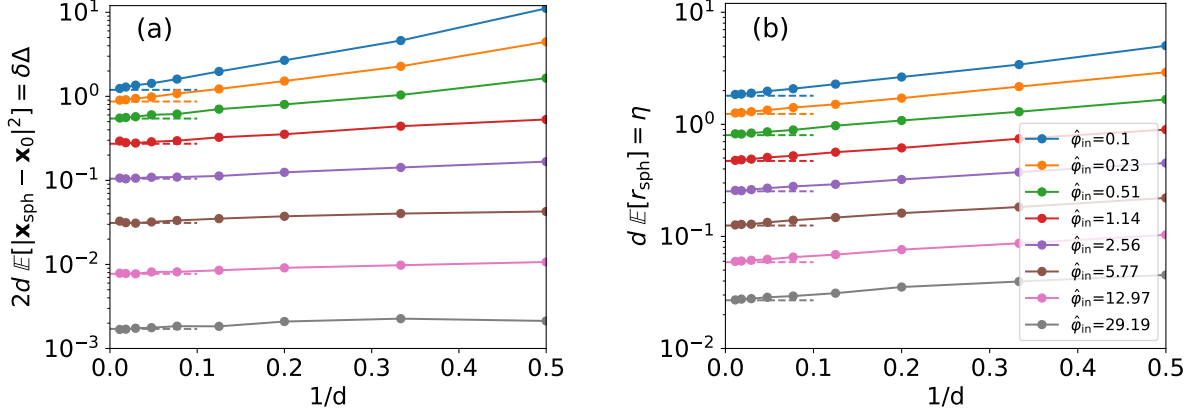 (a)
2d 𝔼[|x_sph − x_0|^2] = δΔ
10^1
10^0
10^−1
10^−2
10^−3
0.0 0.1 0.2 0.3 0.4 0.5
1/d
(b)
d 𝔼[r_sph] = η
10^1
10^0
10^−1
10^−2
0.0 0.1 0.2 0.3 0.4 0.5
1/d
φ̂_in=0.1
φ̂_in=0.23
φ̂_in=0.51
φ̂_in=1.14
φ̂_in=2.56
φ̂_in=5.77
φ̂_in=12.97
φ̂_in=29.19